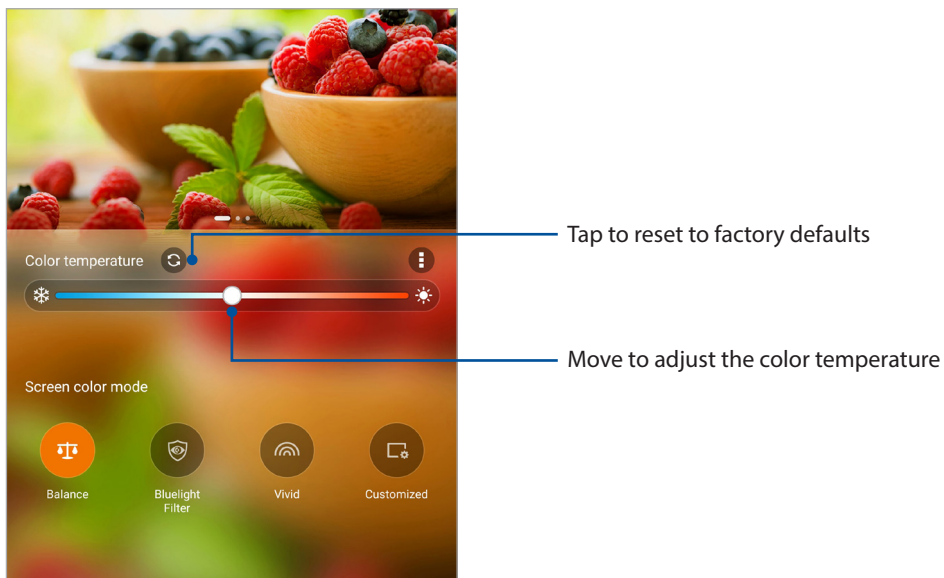 Tap to reset to factory defaults
Color temperature
Move to adjust the color temperature
Screen color mode
Balance
Bluelight
Filter
Vivid
Customized